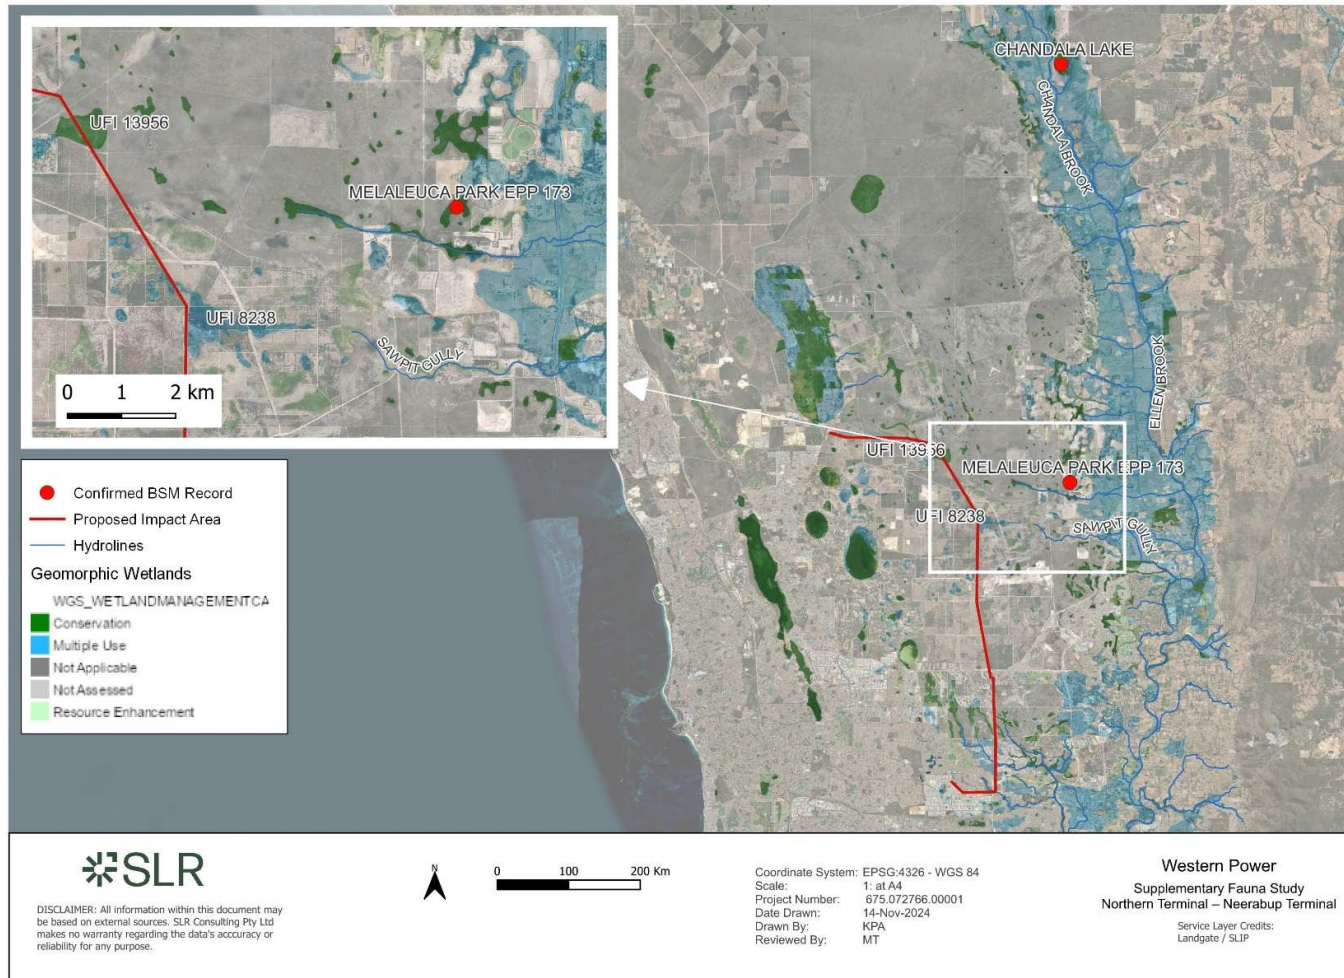 UFI 13956
MELALEUCA PARK EPP 173
UFI 8238
SAWPIT GULLY
0 1 2 km
CHANDALA LAKE
CHANDALA BROOK
ELLEN BROOK
UFI 13956
MELALEUCA PARK EPP 173
UFI 8238
SAWPIT GULLY
Confirmed BSM Record
Proposed Impact Area
Hydrolines
Geomorphic Wetlands
WGS_WETLANDMANAGEMENTCA
Conservation
Multiple Use
Not Applicable
Not Assessed
Resource Enhancement
SLR
DISCLAIMER: All information within this document may
be based on external sources. SLR Consulting Pty Ltd
makes no warranty regarding the data's acccuracy or
reliability for any purpose.
N
0 100 200 Km
Coordinate System: EPSG:4326 - WGS 84
Scale: 1: at A4
Project Number: 675.072766.00001
Date Drawn: 14-Nov-2024
Drawn By: KPA
Reviewed By: MT
Western Power
Supplementary Fauna Study
Northern Terminal – Neerabup Terminal
Service Layer Credits:
Landgate / SLIP